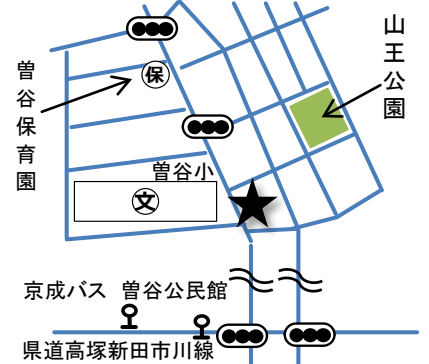 山王公園
曽谷保育園
保
曽谷小
文
京成バス 曽谷公民館
県道高塚新田市川線